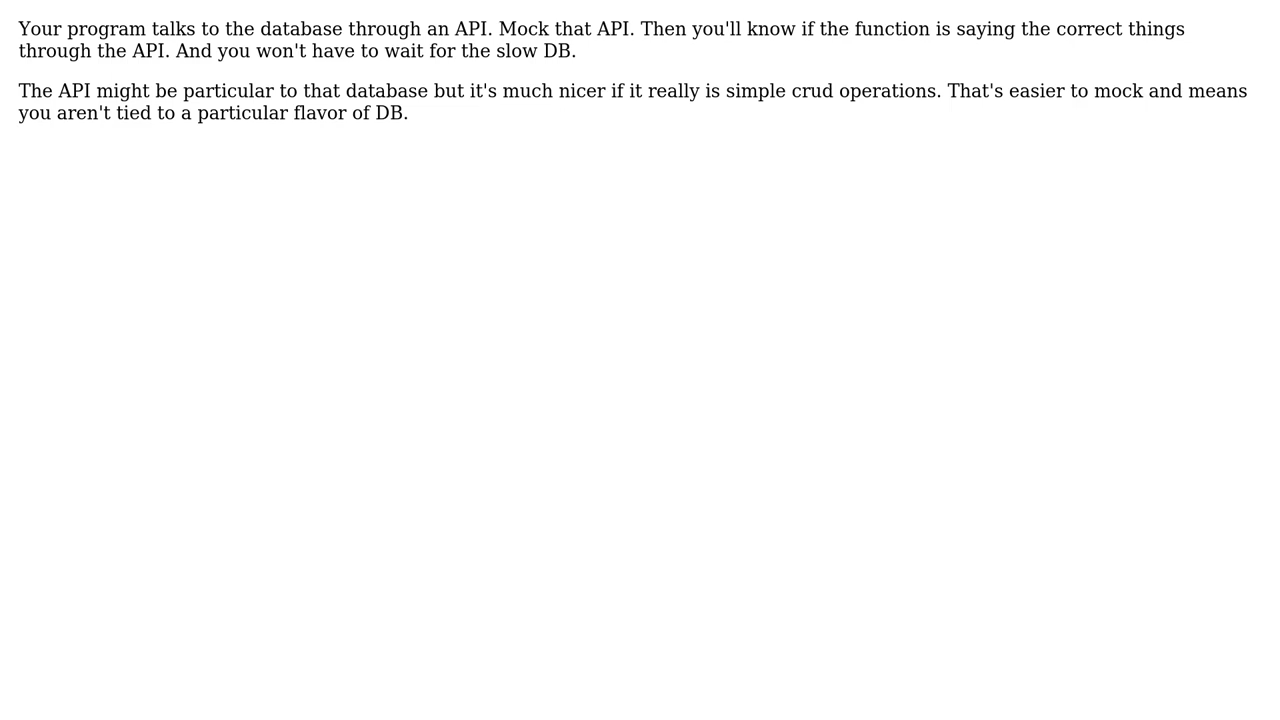 Your program talks to the database through an API. Mock that API. Then you'll know if the function is saying the correct things
through the API. And you won't have to wait for the slow DB.
The API might be particular to that database but it's much nicer if it really is simple crud operations. That's easier to mock and means
you aren't tied to a particular flavor of DB.